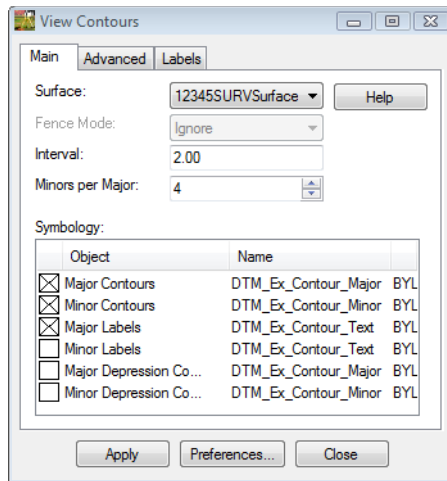 View Contours
Main Advanced Labels
Surface: 12345SURVSurface Help
Fence Mode: Ignore
Interval: 2.00
Minors per Major: 4
Symbology:
Object Name
Major Contours DTM_Ex_Contour_Major BYL
Minor Contours DTM_Ex_Contour_Minor BYL
Major Labels DTM_Ex_Contour_Text BYL
Minor Labels DTM_Ex_Contour_Text BYL
Major Depression Co... DTM_Ex_Contour_Major BYL
Minor Depression Co... DTM_Ex_Contour_Minor BYL
Apply Preferences... Close